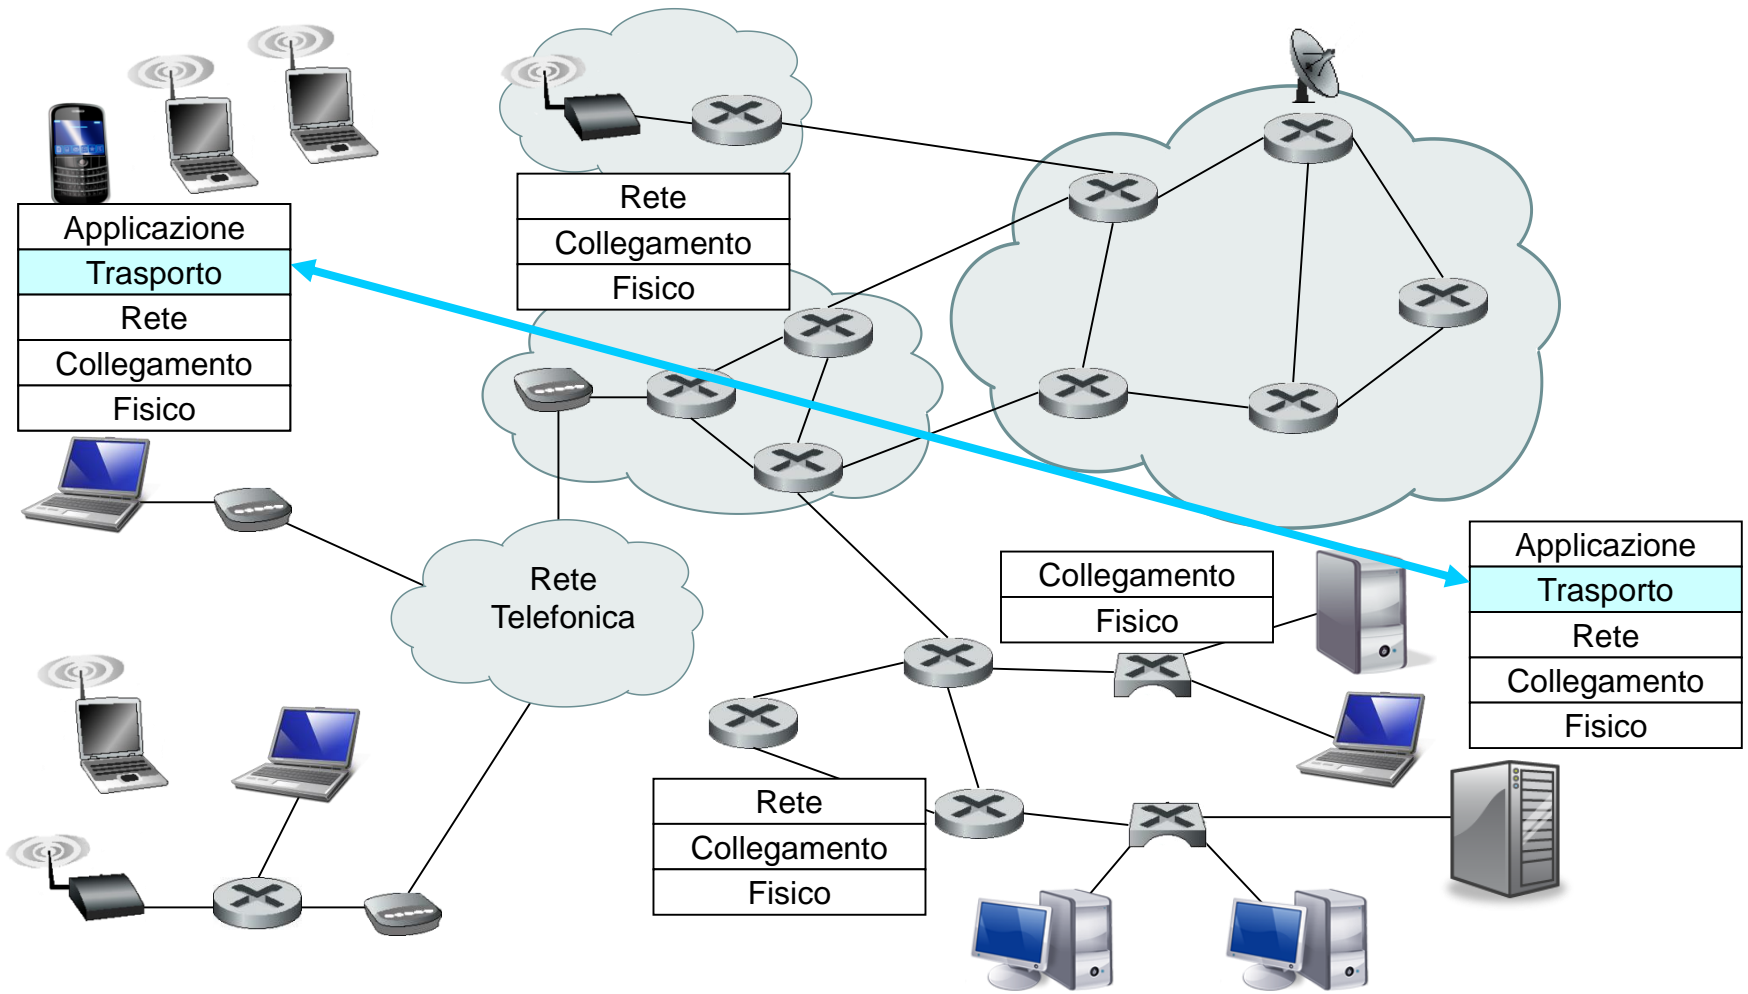 Applicazione
Trasporto
Rete
Collegamento
Fisico
Rete
Collegamento
Fisico
Rete
Telefonica
Collegamento
Fisico
Applicazione
Trasporto
Rete
Collegamento
Fisico
Rete
Collegamento
Fisico